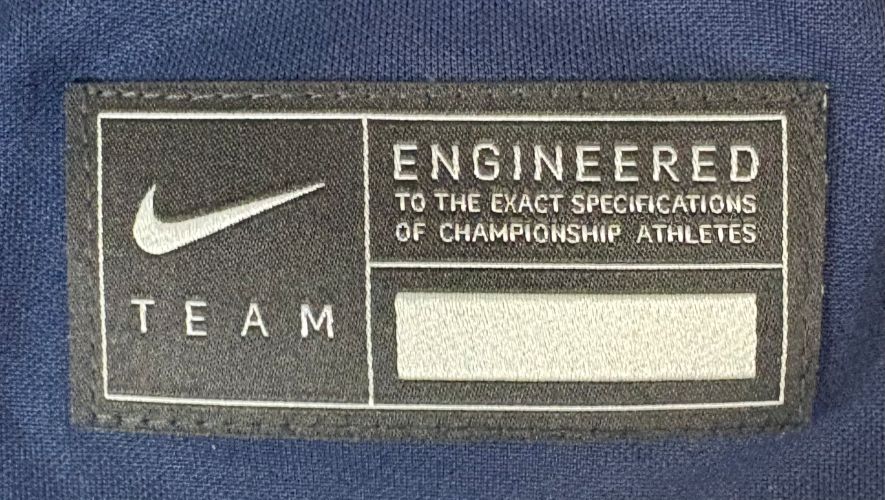 TEAM
ENGINEERED
TO THE EXACT SPECIFICATIONS
OF CHAMPIONSHIP ATHLETES